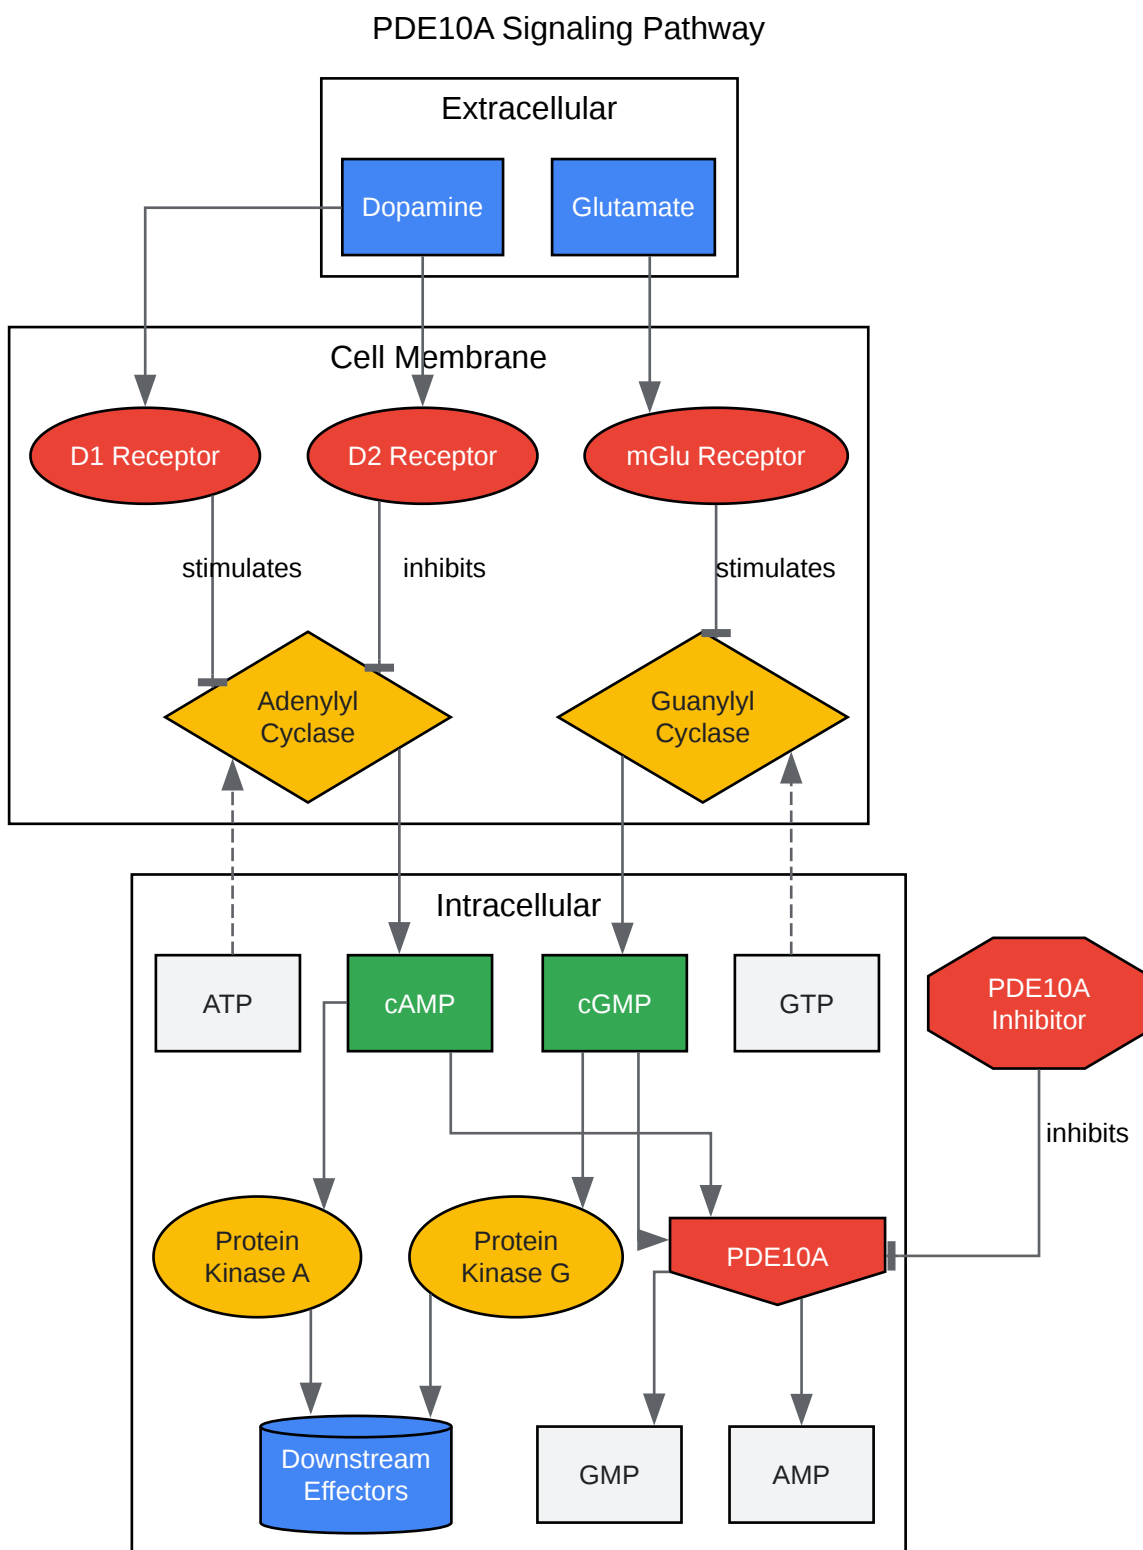 PDE10A Signaling Pathway
Extracellular
Dopamine
Glutamate
Cell Membrane
D1 Receptor
D2 Receptor
mGlu Receptor
stimulates
inhibits
stimulates
Adenylyl
Cyclase
Guanylyl
Cyclase
Intracellular
ATP
cAMP
cGMP
GTP
PDE10A
Inhibitor
inhibits
Protein
Kinase A
Protein
Kinase G
PDE10A
Downstream
Effectors
GMP
AMP